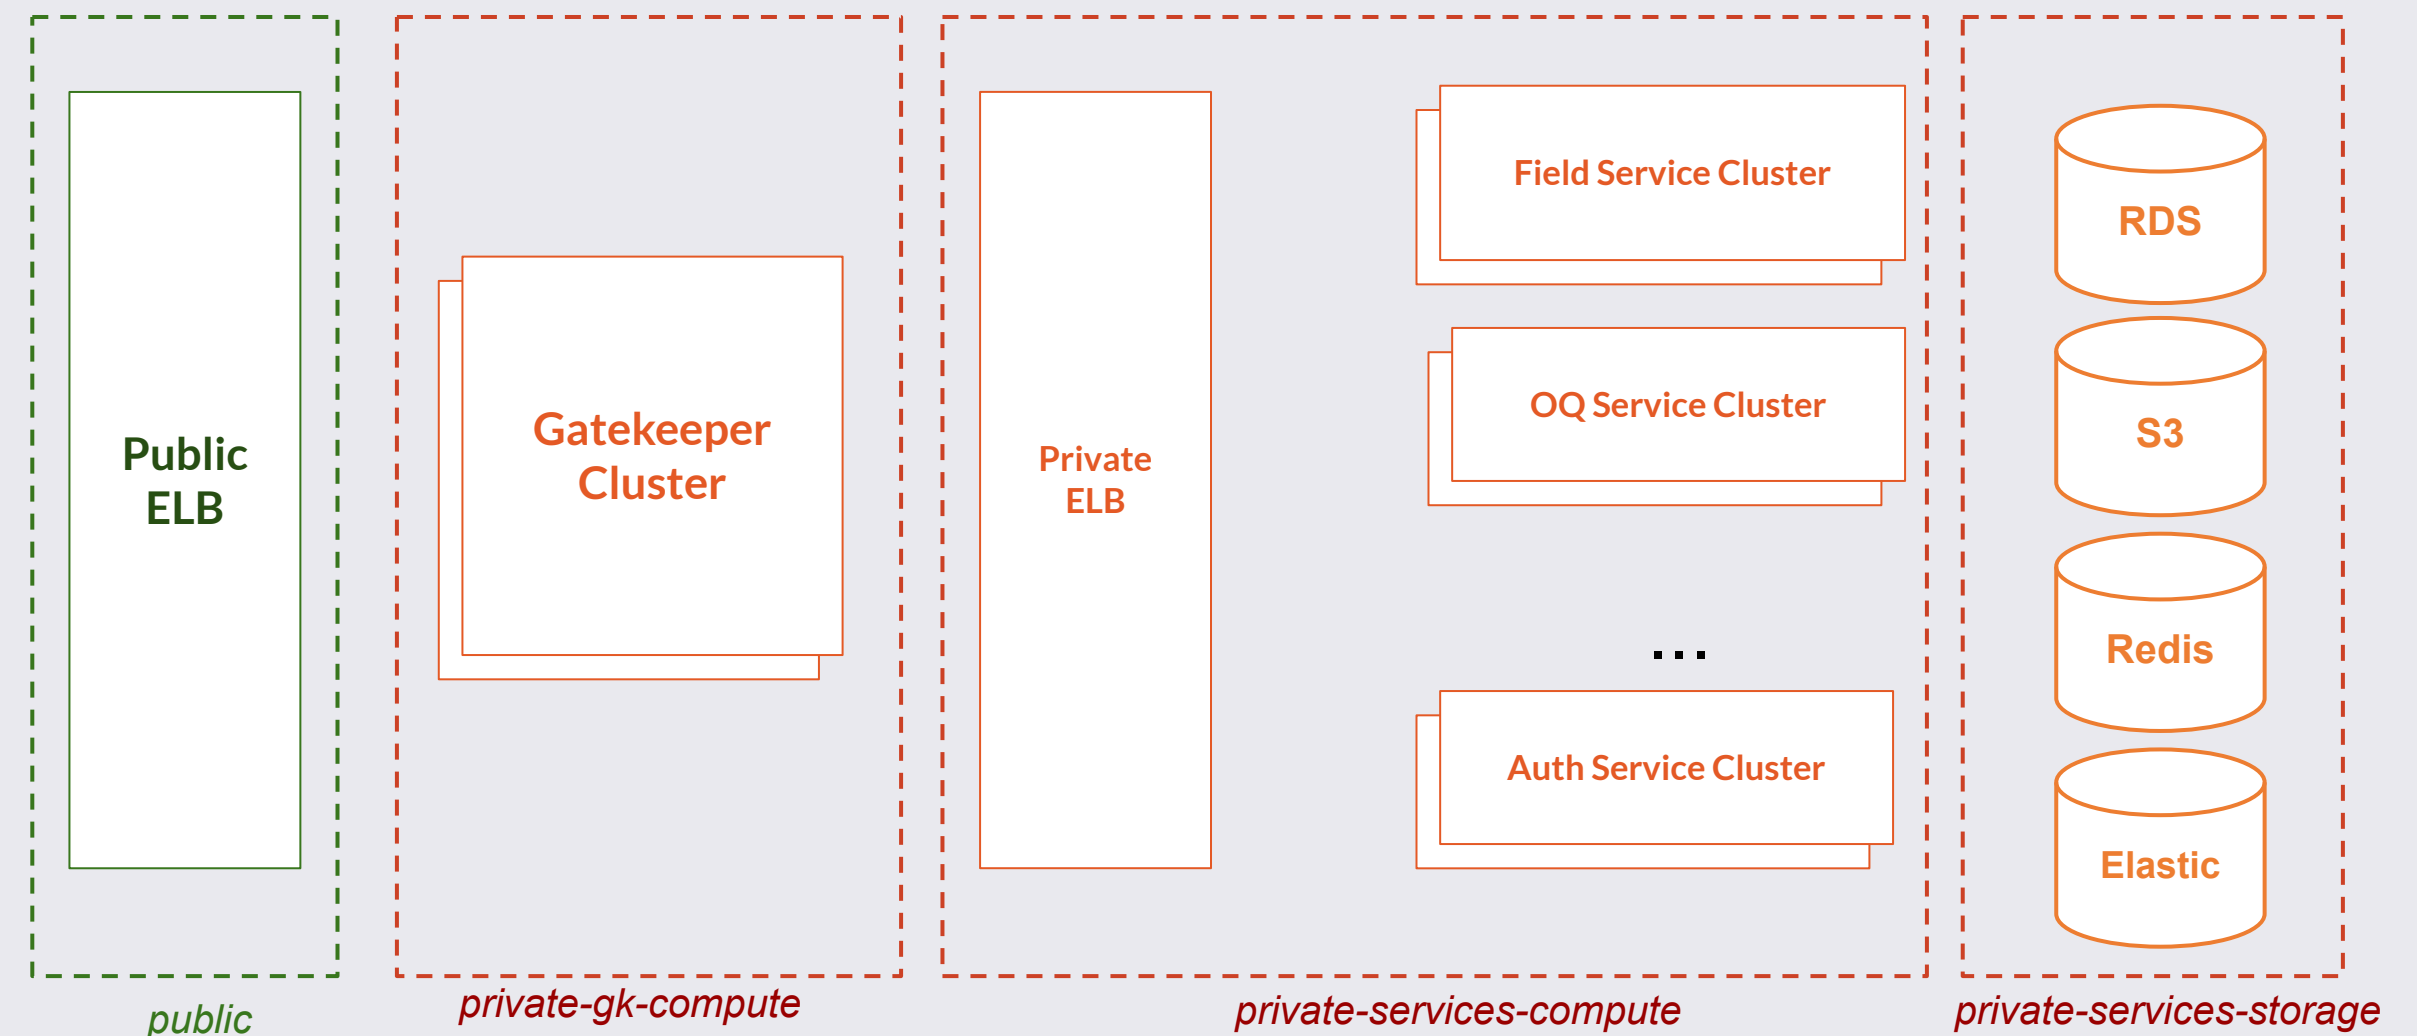 Public
ELB
Gatekeeper
Cluster
Private
ELB
Field Service Cluster
OQ Service Cluster
...
Auth Service Cluster
RDS
S3
Redis
Elastic
public
private-gk-compute
private-services-compute
private-services-storage